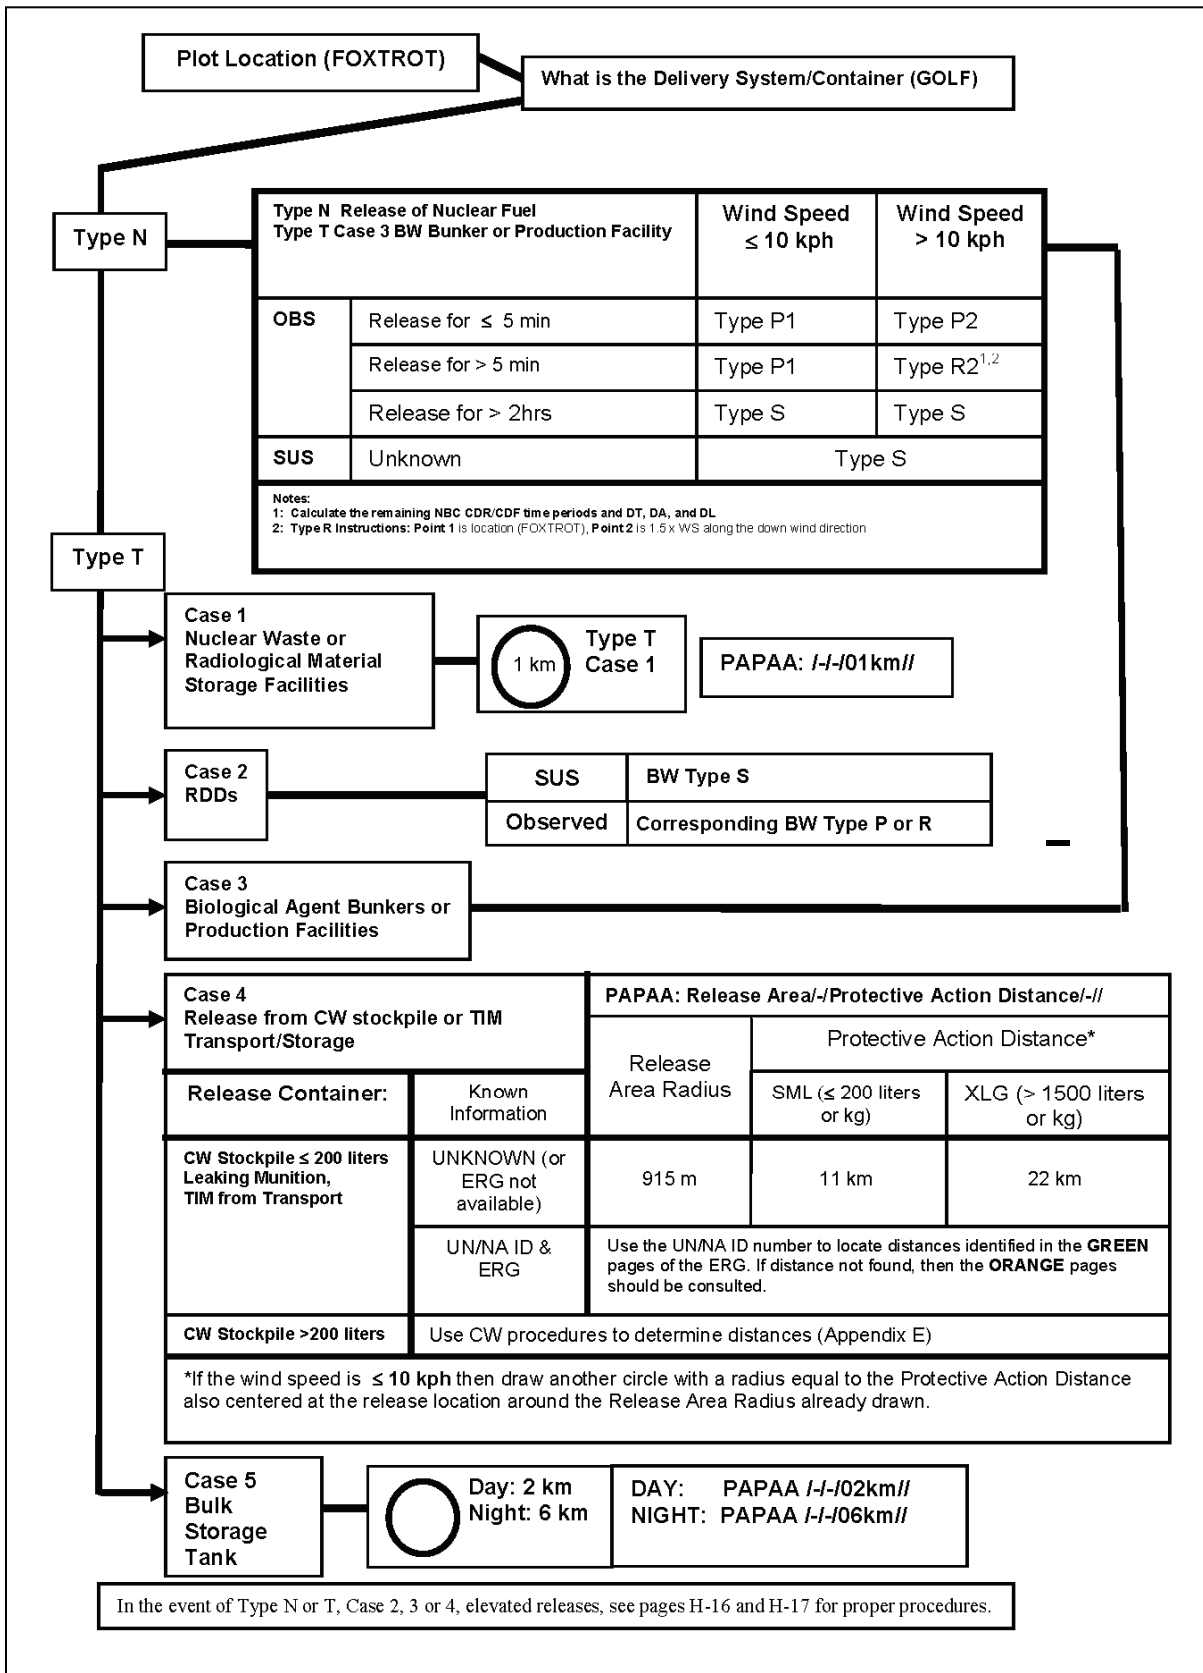 Plot Location (FOXTROT)
What is the Delivery System/Container (GOLF)
Type N
Type N Release of Nuclear Fuel
Type T Case 3 BW Bunker or Production Facility
Wind Speed
≤ 10 kph
Wind Speed
> 10 kph
OBS
Release for ≤ 5 min
Type P1
Type P2
Release for > 5 min
Type P1
Type R2¹,²
Release for > 2hrs
Type S
Type S
SUS
Unknown
Type S
Notes:
1: Calculate the remaining NBC CDR/CDF time periods and DT, DA, and DL
2: Type R Instructions: Point 1 is location (FOXTROT), Point 2 is 1.5 x WS along the down wind direction
Type T
Case 1
Nuclear Waste or
Radiological Material
Storage Facilities
1 km
Type T
Case 1
PAPAA: /-/-/01km//
Case 2
RDDs
SUS
BW Type S
Observed
Corresponding BW Type P or R
Case 3
Biological Agent Bunkers or
Production Facilities
Case 4
Release from CW stockpile or TIM
Transport/Storage
PAPAA: Release Area/-/Protective Action Distance/-//
Release
Area Radius
Protective Action Distance*
Release Container:
Known
Information
SML (≤ 200 liters
or kg)
XLG (> 1500 liters
or kg)
CW Stockpile ≤ 200 liters
Leaking Munition,
TIM from Transport
UNKNOWN (or
ERG not
available)
915 m
11 km
22 km
UN/NA ID &
ERG
Use the UN/NA ID number to locate distances identified in the GREEN
pages of the ERG. If distance not found, then the ORANGE pages
should be consulted.
CW Stockpile >200 liters
Use CW procedures to determine distances (Appendix E)
*If the wind speed is ≤ 10 kph then draw another circle with a radius equal to the Protective Action Distance
also centered at the release location around the Release Area Radius already drawn.
Case 5
Bulk
Storage
Tank
Day: 2 km
Night: 6 km
DAY: PAPAA /-/-/02km//
NIGHT: PAPAA /-/-/06km//
In the event of Type N or T, Case 2, 3 or 4, elevated releases, see pages H-16 and H-17 for proper procedures.